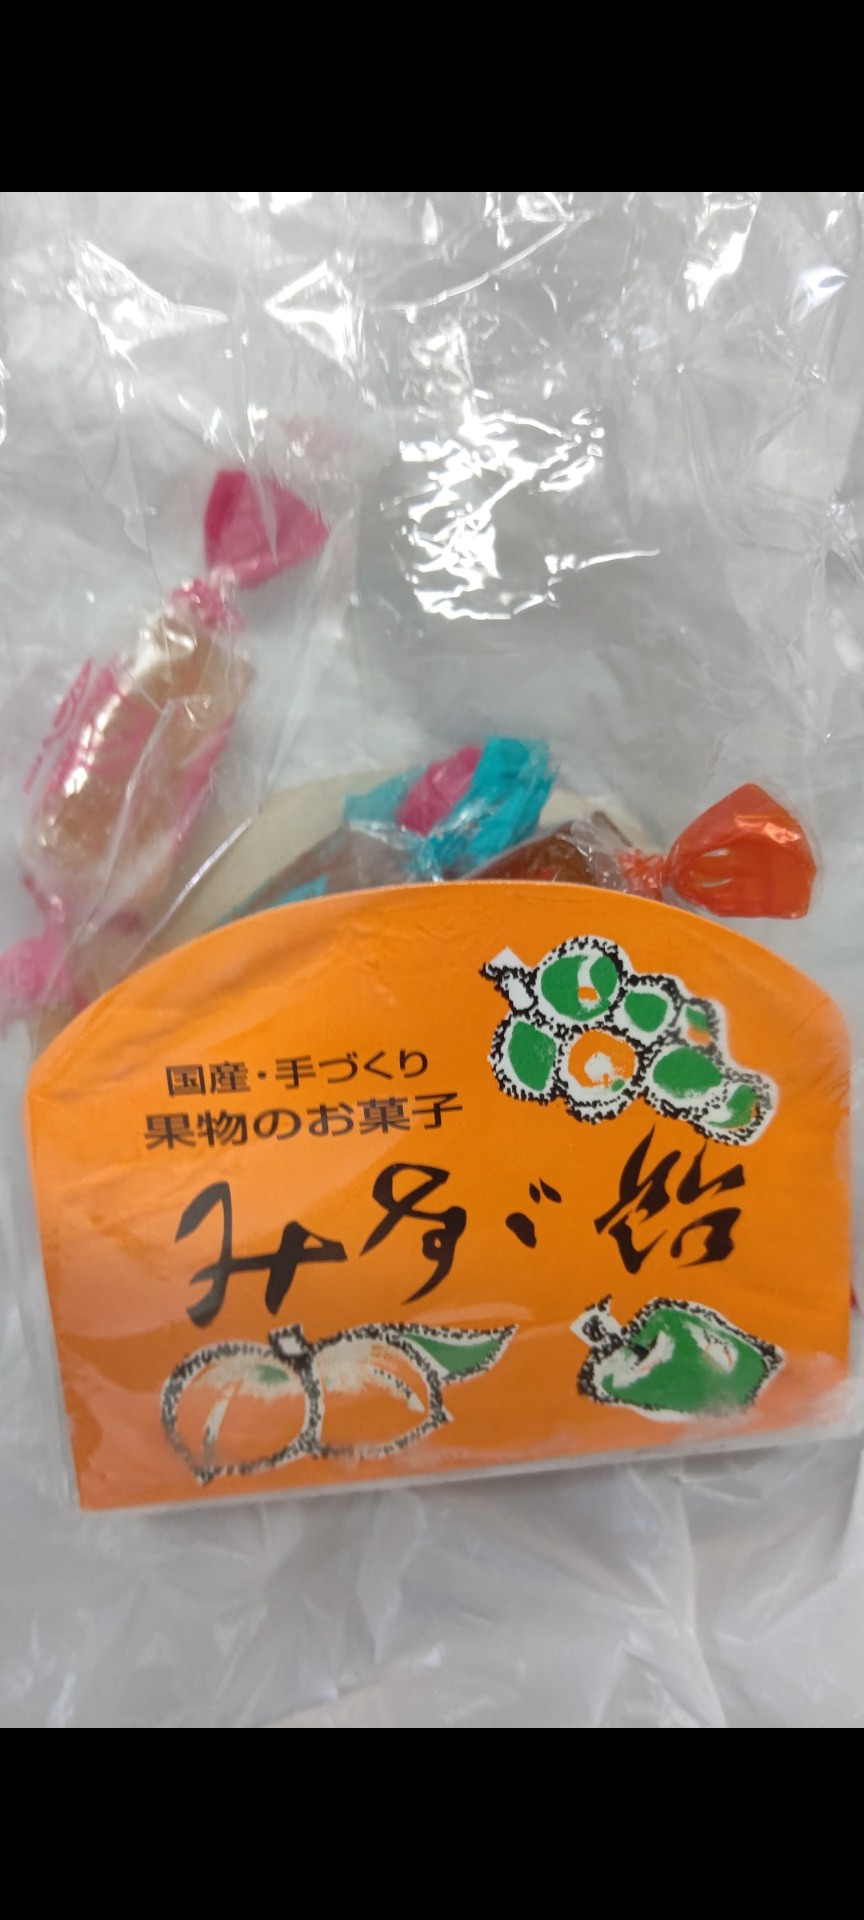 国産・手づくり
果物のお菓子
みすゞ飴